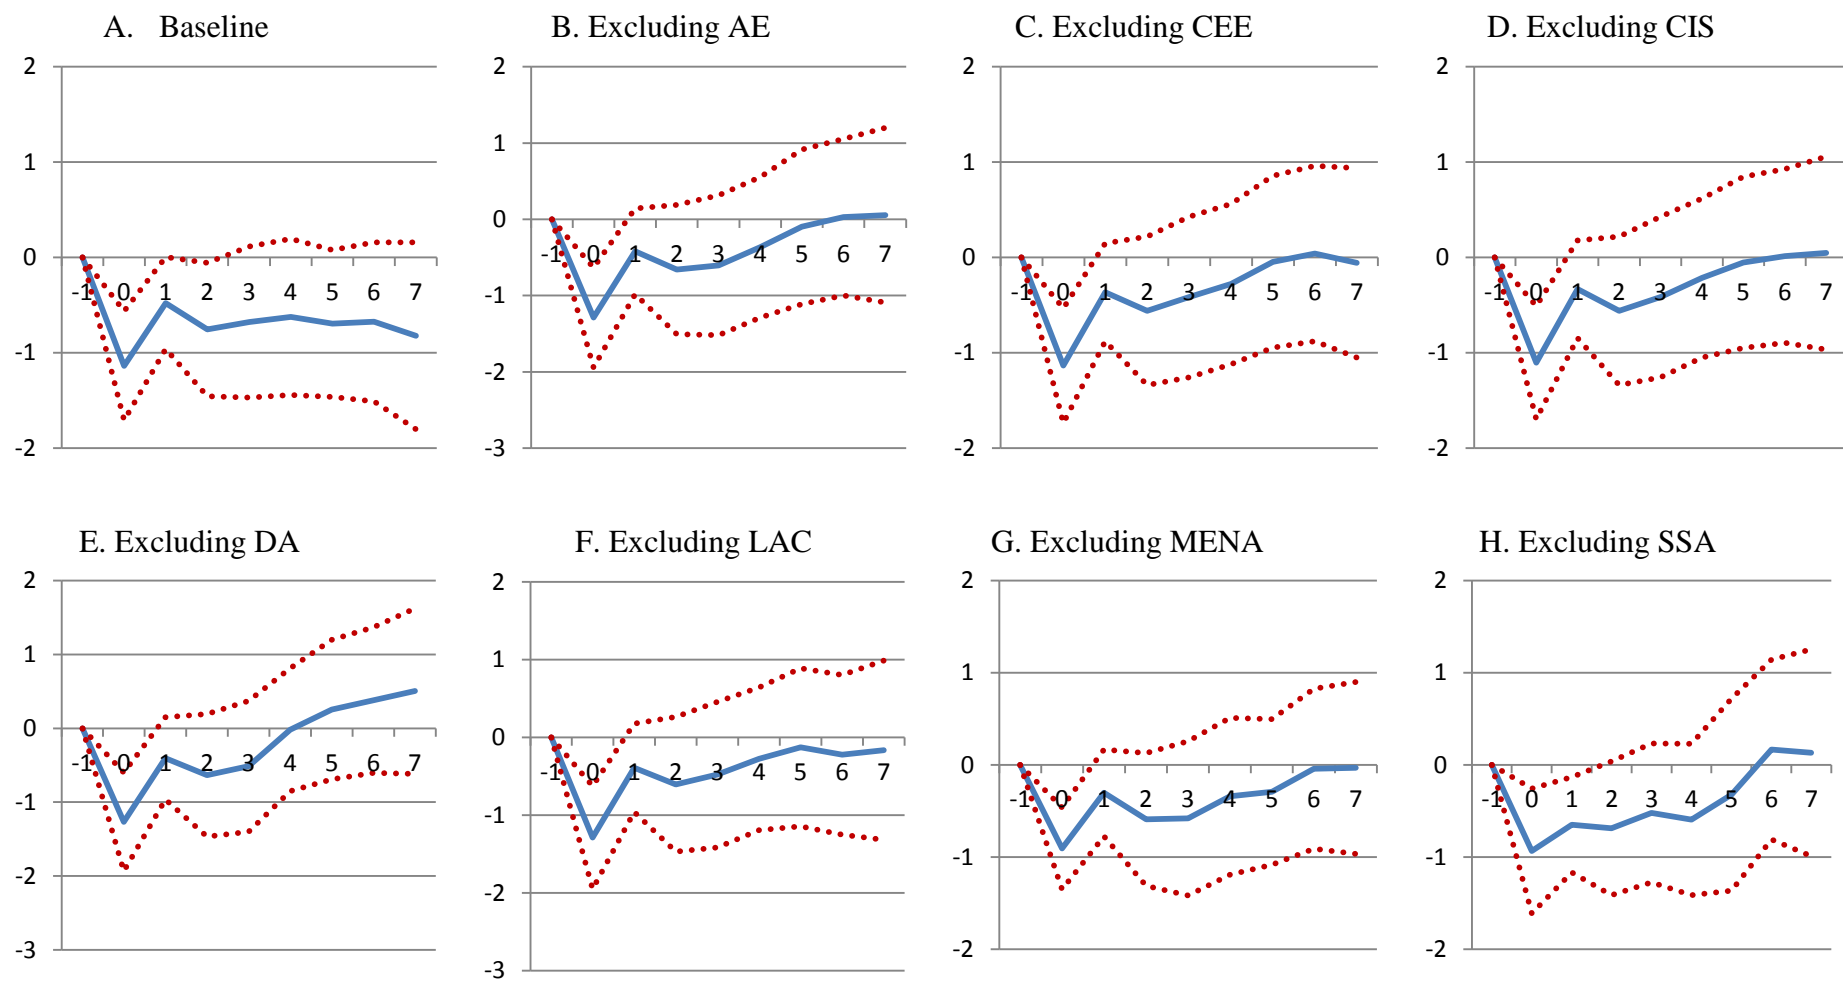 A. Baseline
B. Excluding AE
C. Excluding CEE
D. Excluding CIS
2
1
0
-1
-2
-1 0 1 2 3 4 5 6 7
2
1
0
-1
-2
-3
-1 0 1 2 3 4 5 6 7
2
1
0
-1
-2
-1 0 1 2 3 4 5 6 7
2
1
0
-1
-2
-1 0 1 2 3 4 5 6 7
E. Excluding DA
F. Excluding LAC
G. Excluding MENA
H. Excluding SSA
2
1
0
-1
-2
-3
-1 0 1 2 3 4 5 6 7
2
1
0
-1
-2
-3
-1 0 1 2 3 4 5 6 7
2
1
0
-1
-2
-1 0 1 2 3 4 5 6 7
2
1
0
-1
-2
-1 0 1 2 3 4 5 6 7